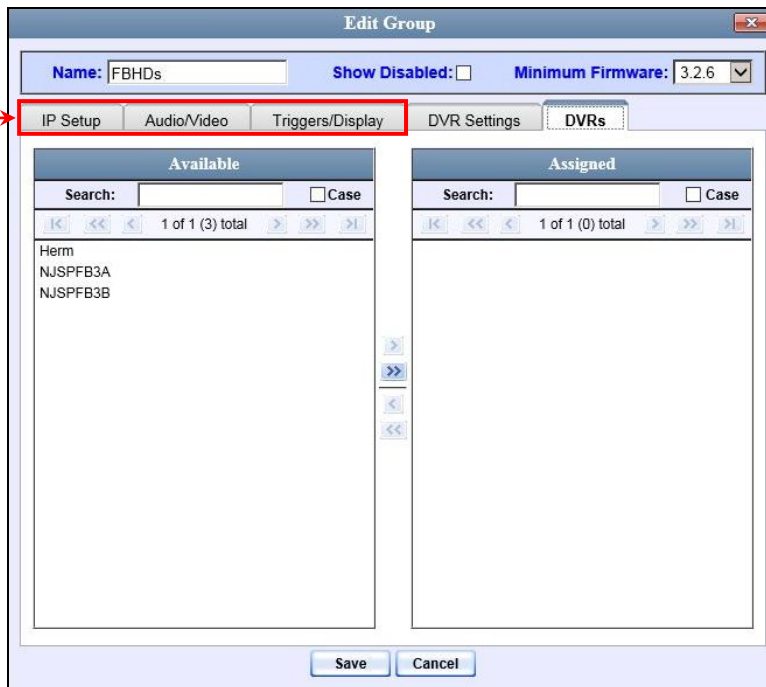 Edit Group
Name: FBHDs Show Disabled: Minimum Firmware: 3.2.6
IP Setup Audio/Video Triggers/Display DVR Settings DVRs
Available
Search: Case
1 of 1 (3) total
Herm
NJSPFB3A
NJSPFB3B
Assigned
Search: Case
1 of 1 (0) total
Save Cancel